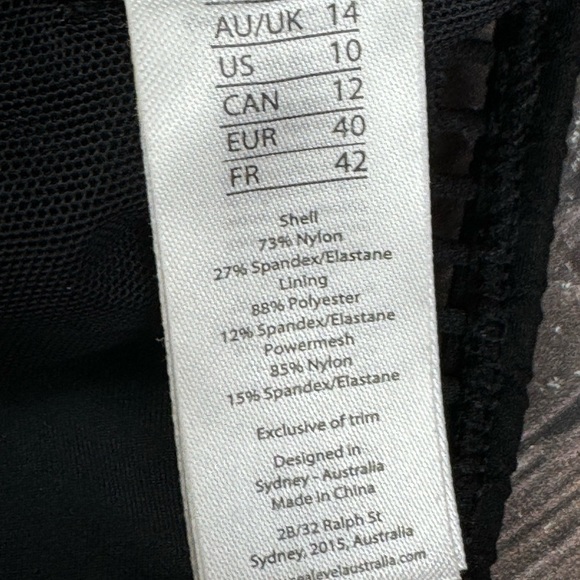 AU/UK 14
US 10
CAN 12
EUR 40
FR 42
Shell
73% Nylon
27% Spandex/Elastane
Lining
88% Polyester
12% Spandex/Elastane
Powermesh
85% Nylon
15% Spandex/Elastane
Exclusive of trim
Designed in
Sydney - Australia
Made in China
2B/32 Ralph St
Sydney, 2015, Australia